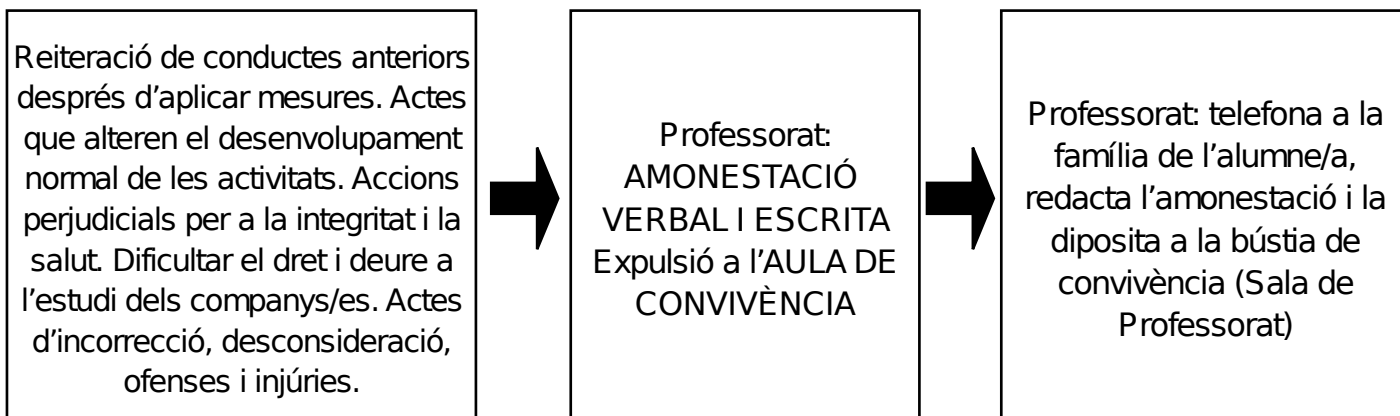 Reiteració de conductes anteriors
després d'aplicar mesures. Actes
que alteren el desenvolupament
normal de les activitats. Accions
perjudicials per a la integritat i la
salut. Dificultar el dret i deure a
l'estudi dels companys/es. Actes
d'incorrecció, desconsideració,
ofenses i injúries.
Professorat:
AMONESTACIÓ
VERBAL I ESCRITA
Expulsió a l'AULA DE
CONVIVÈNCIA
Professorat: telefona a la
família de l'alumne/a,
redacta l'amonestació i la
diposita a la bústia de
convivència (Sala de
Professorat)